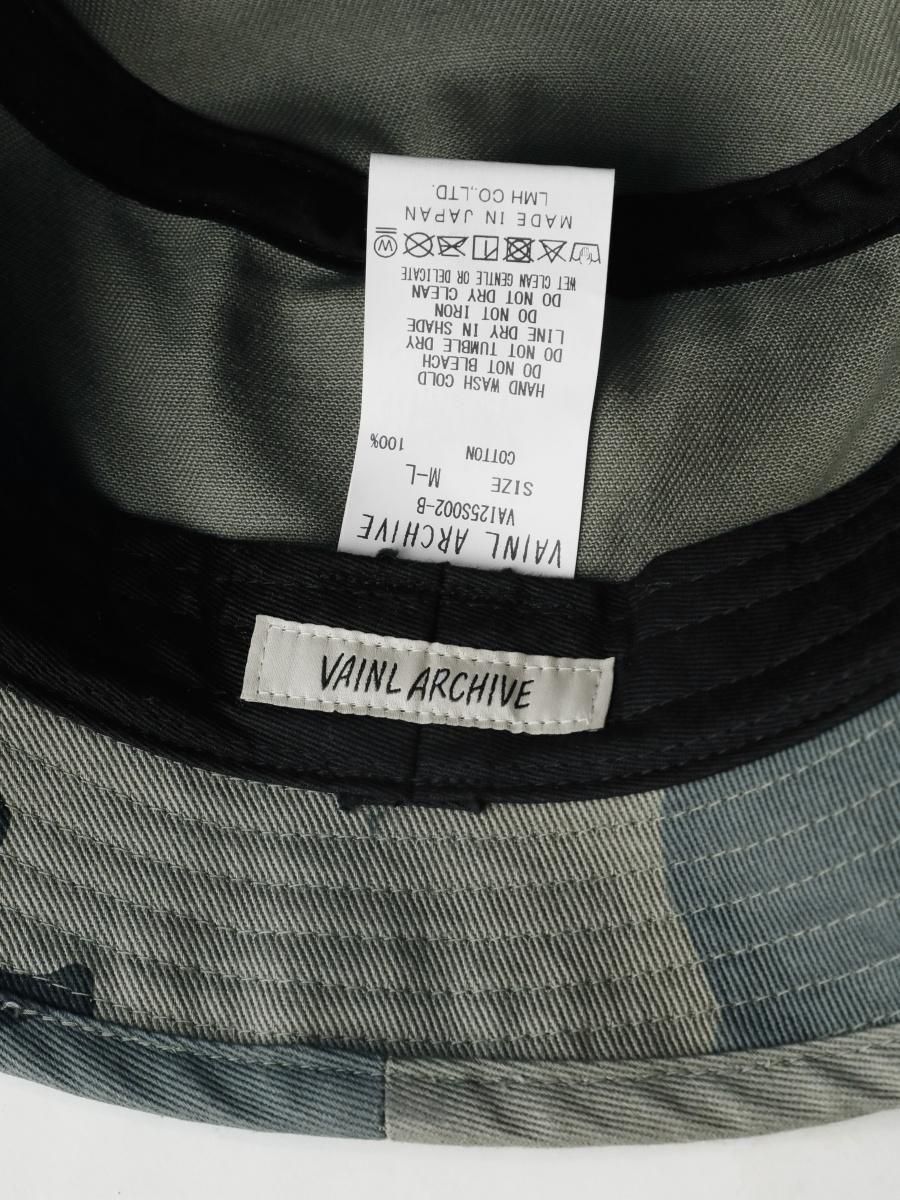 VAINL ARCHIVE
VAI25S002-B
SIZE M-L
COTTON 100%
HAND WASH COLD
DO NOT BLEACH
DO NOT TUMBLE DRY
LINE DRY IN SHADE
DO NOT IRON
DO NOT DRY CLEAN
WET CLEAN GENTLE OR DELICATE
W
MADE IN JAPAN
LMH CO.,LTD.
VAINL ARCHIVE